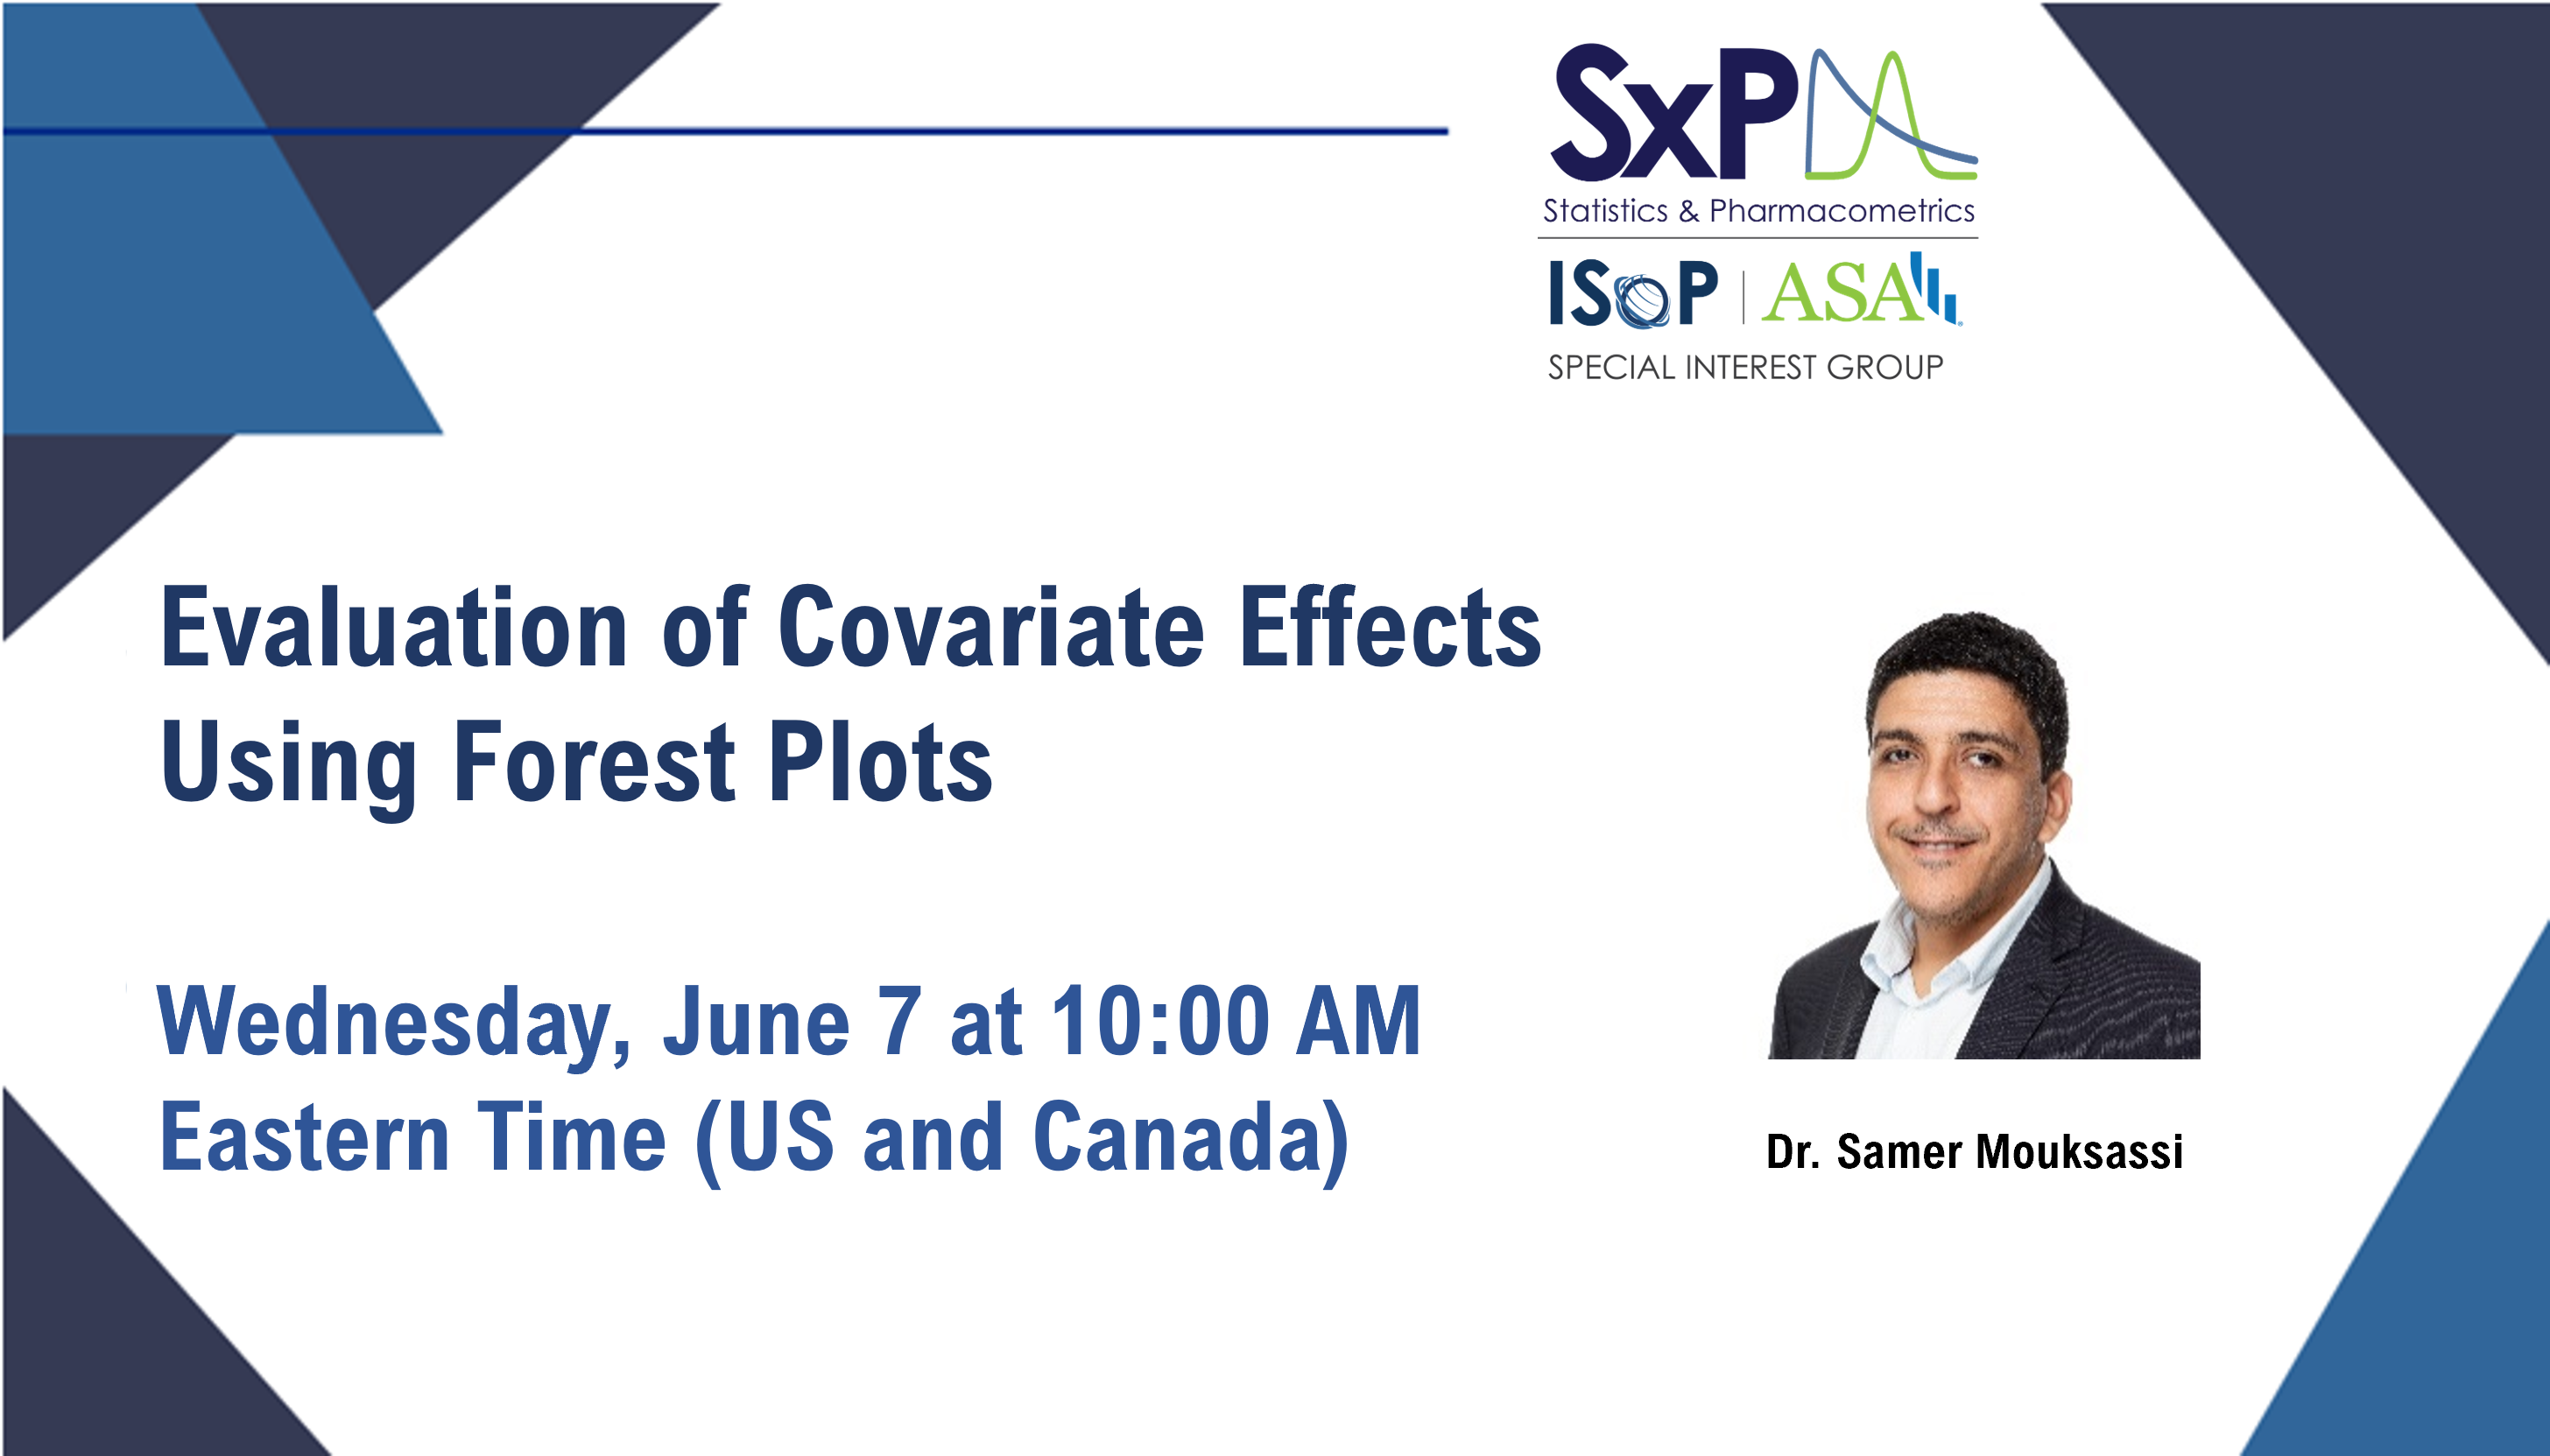 SxP
Statistics & Pharmacometrics
ISoP | ASA
SPECIAL INTEREST GROUP
Evaluation of Covariate Effects
Using Forest Plots
Wednesday, June 7 at 10:00 AM
Eastern Time (US and Canada)
Dr. Samer Mouksassi